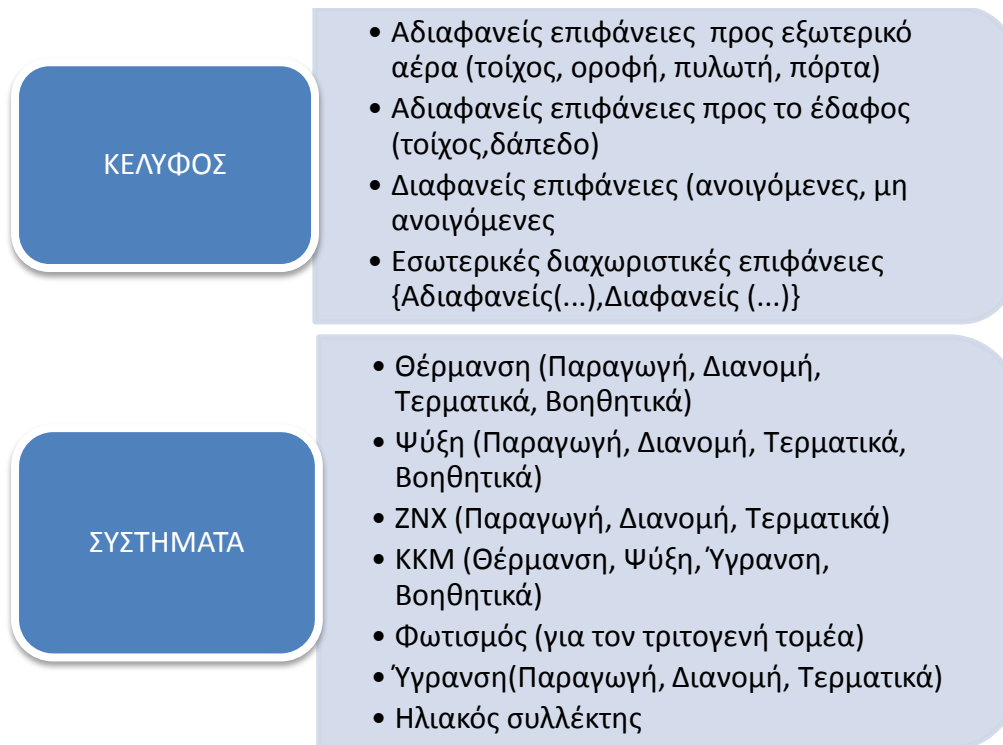 ΚΕΛΥΦΟΣ
• Αδιαφανείς επιφάνειες προς εξωτερικό
αέρα (τοίχος, οροφή, πυλωτή, πόρτα)
• Αδιαφανείς επιφάνειες προς το έδαφος
(τοίχος,δάπεδο)
• Διαφανείς επιφάνειες (ανοιγόμενες, μη
ανοιγόμενες
• Εσωτερικές διαχωριστικές επιφάνειες
{Αδιαφανείς(...),Διαφανείς (...)}
ΣΥΣΤΗΜΑΤΑ
• Θέρμανση (Παραγωγή, Διανομή,
Τερματικά, Βοηθητικά)
• Ψύξη (Παραγωγή, Διανομή, Τερματικά,
Βοηθητικά)
• ΖΝΧ (Παραγωγή, Διανομή, Τερματικά)
• ΚΚΜ (Θέρμανση, Ψύξη, Ύγρανση,
Βοηθητικά)
• Φωτισμός (για τον τριτογενή τομέα)
• Ύγρανση(Παραγωγή, Διανομή, Τερματικά)
• Ηλιακός συλλέκτης